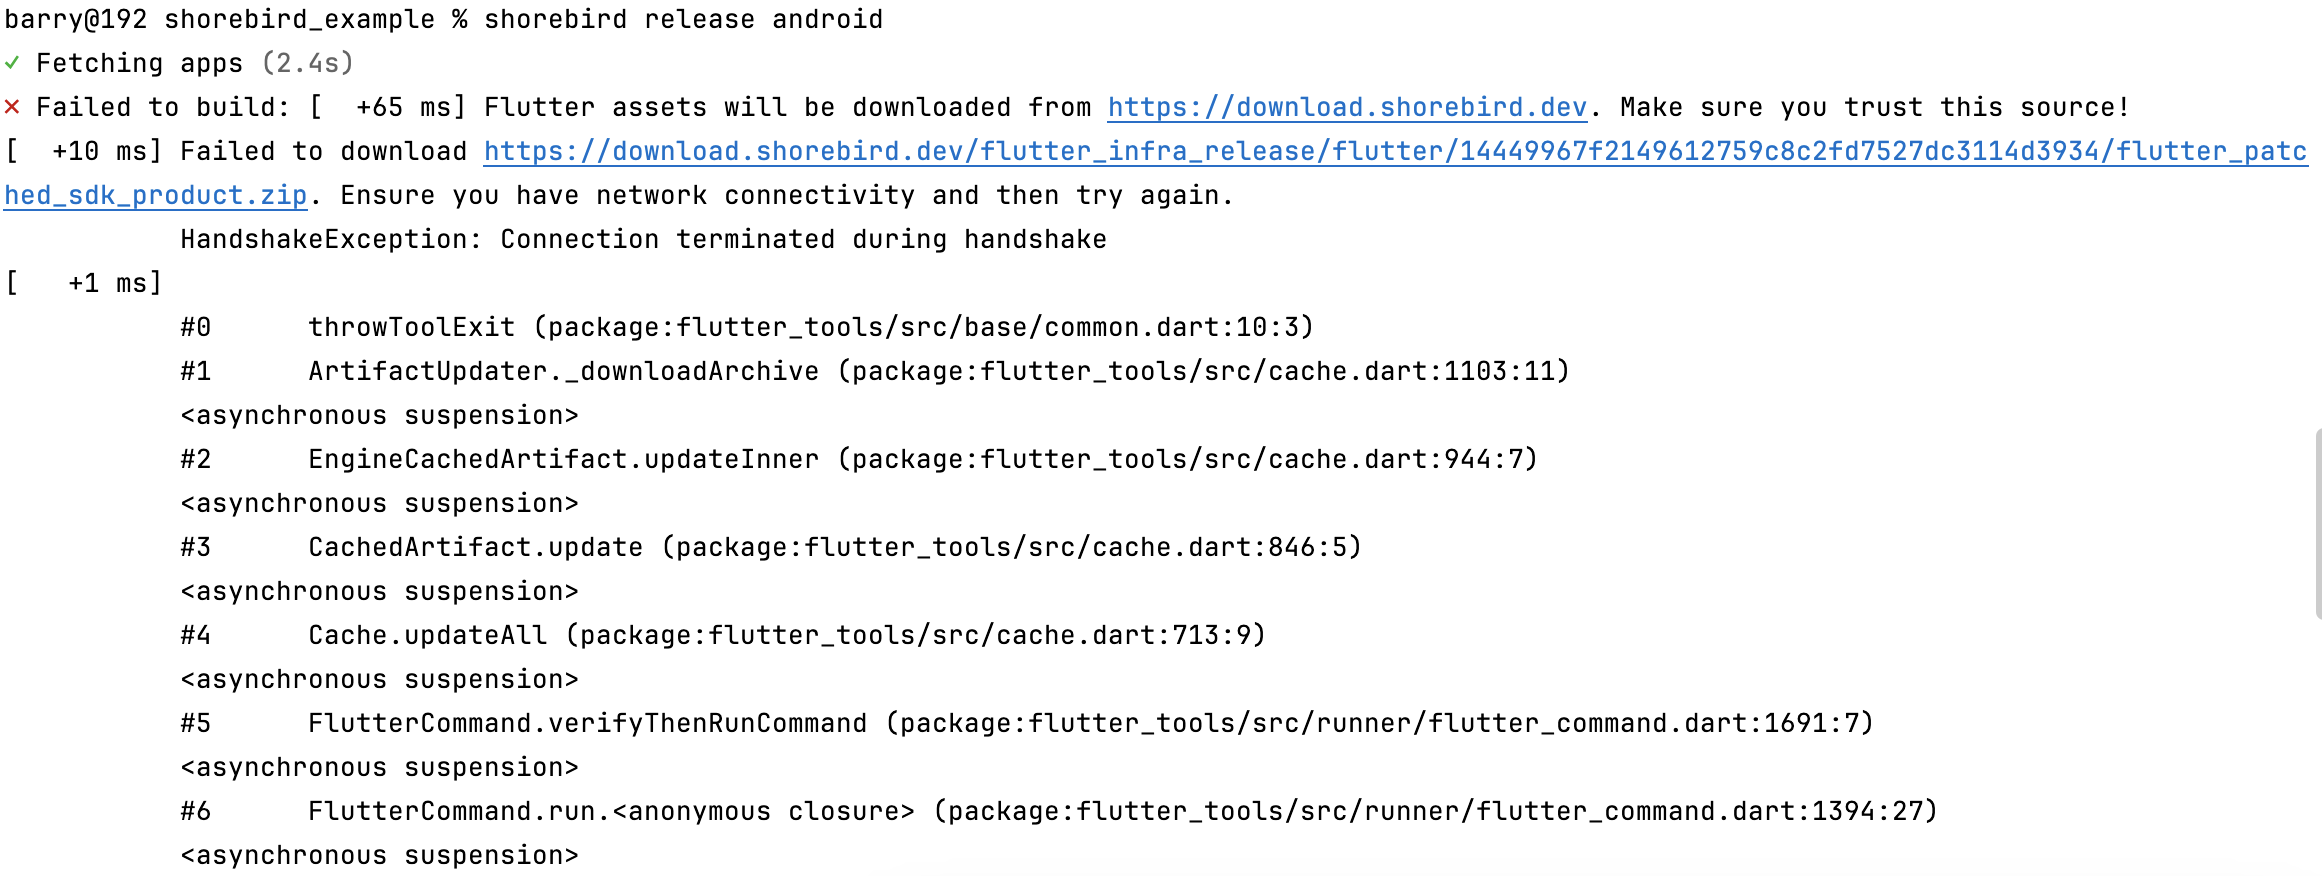 barry@192 shorebird_example % shorebird release android
✓ Fetching apps (2.4s)
✗ Failed to build: [  +65 ms] Flutter assets will be downloaded from https://download.shorebird.dev. Make sure you trust this source!
[  +10 ms] Failed to download https://download.shorebird.dev/flutter_infra_release/flutter/14449967f2149612759c8c2fd7527dc3114d3934/flutter_patc
hed_sdk_product.zip. Ensure you have network connectivity and then try again.
           HandshakeException: Connection terminated during handshake
[   +1 ms]
           #0      throwToolExit (package:flutter_tools/src/base/common.dart:10:3)
           #1      ArtifactUpdater._downloadArchive (package:flutter_tools/src/cache.dart:1103:11)
           <asynchronous suspension>
           #2      EngineCachedArtifact.updateInner (package:flutter_tools/src/cache.dart:944:7)
           <asynchronous suspension>
           #3      CachedArtifact.update (package:flutter_tools/src/cache.dart:846:5)
           <asynchronous suspension>
           #4      Cache.updateAll (package:flutter_tools/src/cache.dart:713:9)
           <asynchronous suspension>
           #5      FlutterCommand.verifyThenRunCommand (package:flutter_tools/src/runner/flutter_command.dart:1691:7)
           <asynchronous suspension>
           #6      FlutterCommand.run.<anonymous closure> (package:flutter_tools/src/runner/flutter_command.dart:1394:27)
           <asynchronous suspension>